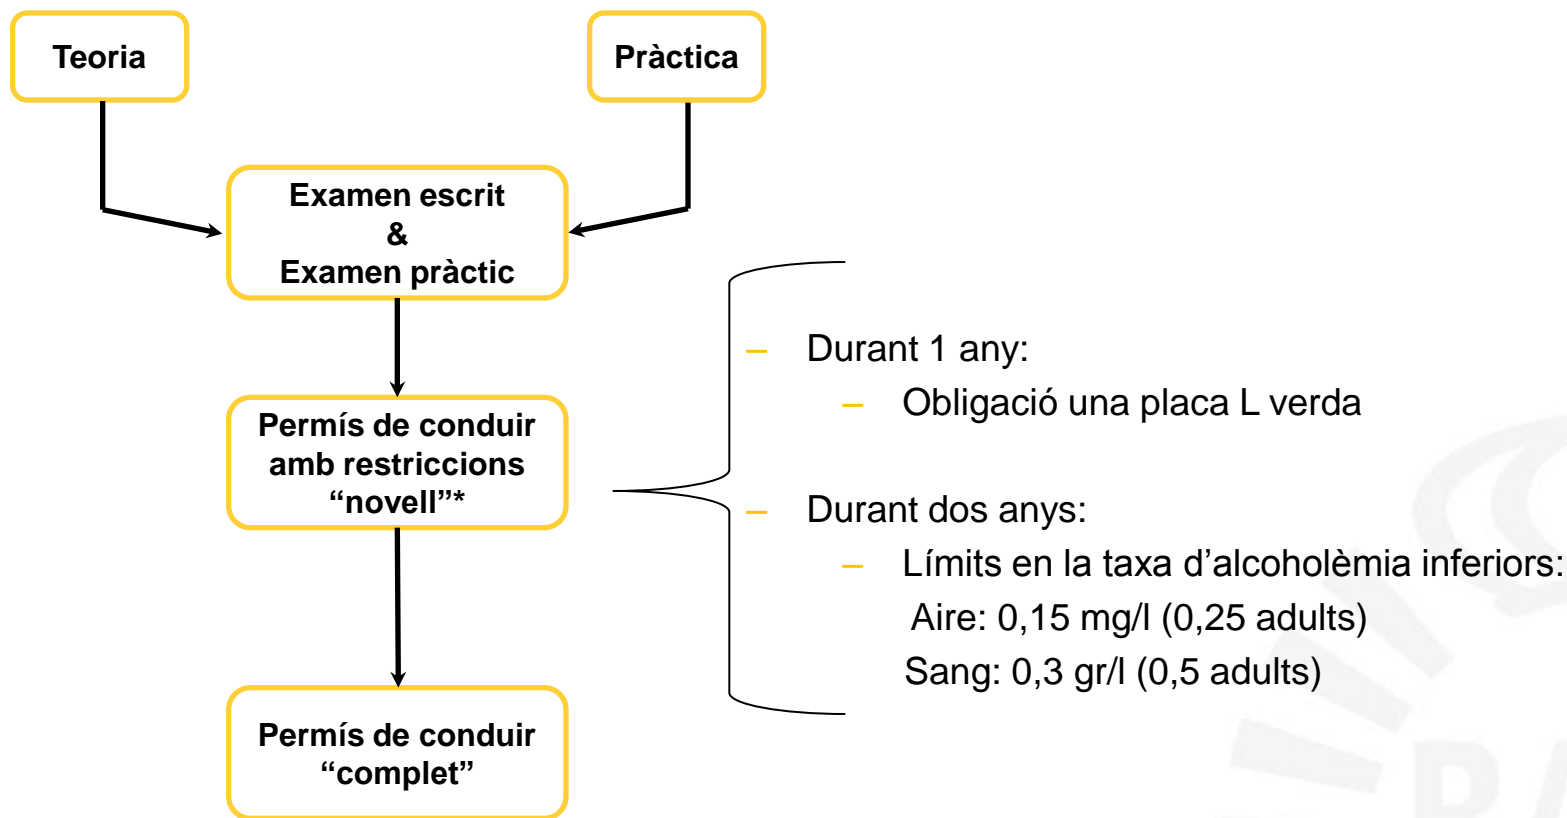 Teoria
Pràctica
Examen escrit
&
Examen pràctic
Permís de conduir
amb restriccions
“novell”*
Permís de conduir
“complet”
– Durant 1 any:
– Obligació una placa L verda
– Durant dos anys:
– Límits en la taxa d’alcoholèmia inferiors:
Aire: 0,15 mg/l (0,25 adults)
Sang: 0,3 gr/l (0,5 adults)